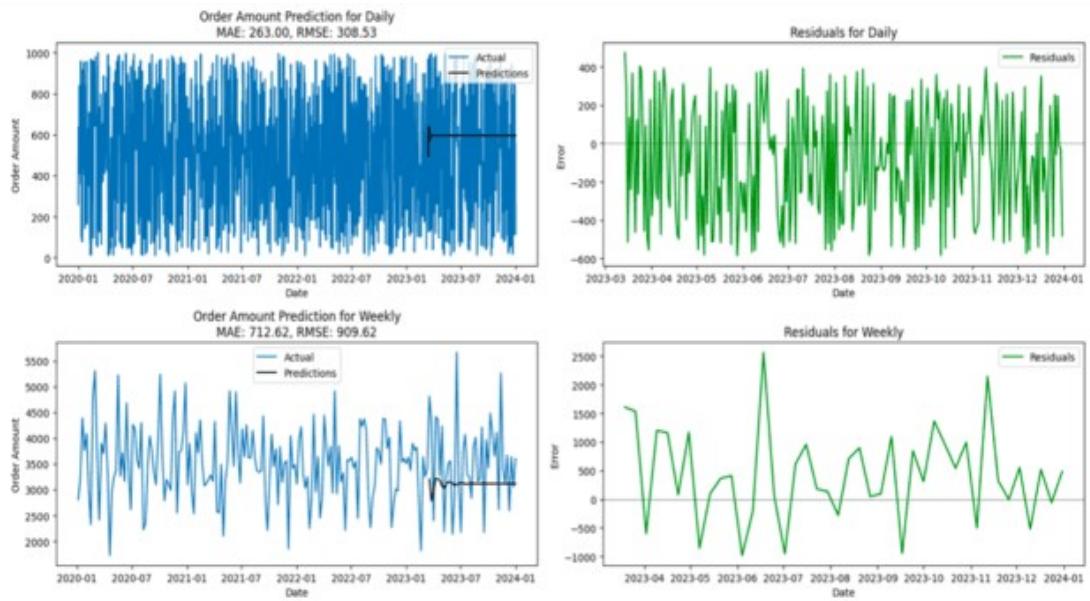 Order Amount Prediction for Daily
MAE: 263.00, RMSE: 308.53
Actual
Predictions
1000
800
600
400
200
0
Order Amount
2020-01 2020-07 2021-01 2021-07 2022-01 2022-07 2023-01 2023-07 2024-01
Date
Residuals for Daily
Residuals
400
200
0
−200
−400
−600
Error
2023-03 2023-04 2023-05 2023-06 2023-07 2023-08 2023-09 2023-10 2023-11 2023-12 2024-01
Date
Order Amount Prediction for Weekly
MAE: 712.62, RMSE: 909.62
Actual
Predictions
5500
5000
4500
4000
3500
3000
2500
2000
Order Amount
2020-01 2020-07 2021-01 2021-07 2022-01 2022-07 2023-01 2023-07 2024-01
Date
Residuals for Weekly
Residuals
2500
2000
1500
1000
500
0
−500
−1000
Error
2023-04 2023-05 2023-06 2023-07 2023-08 2023-09 2023-10 2023-11 2023-12 2024-01
Date